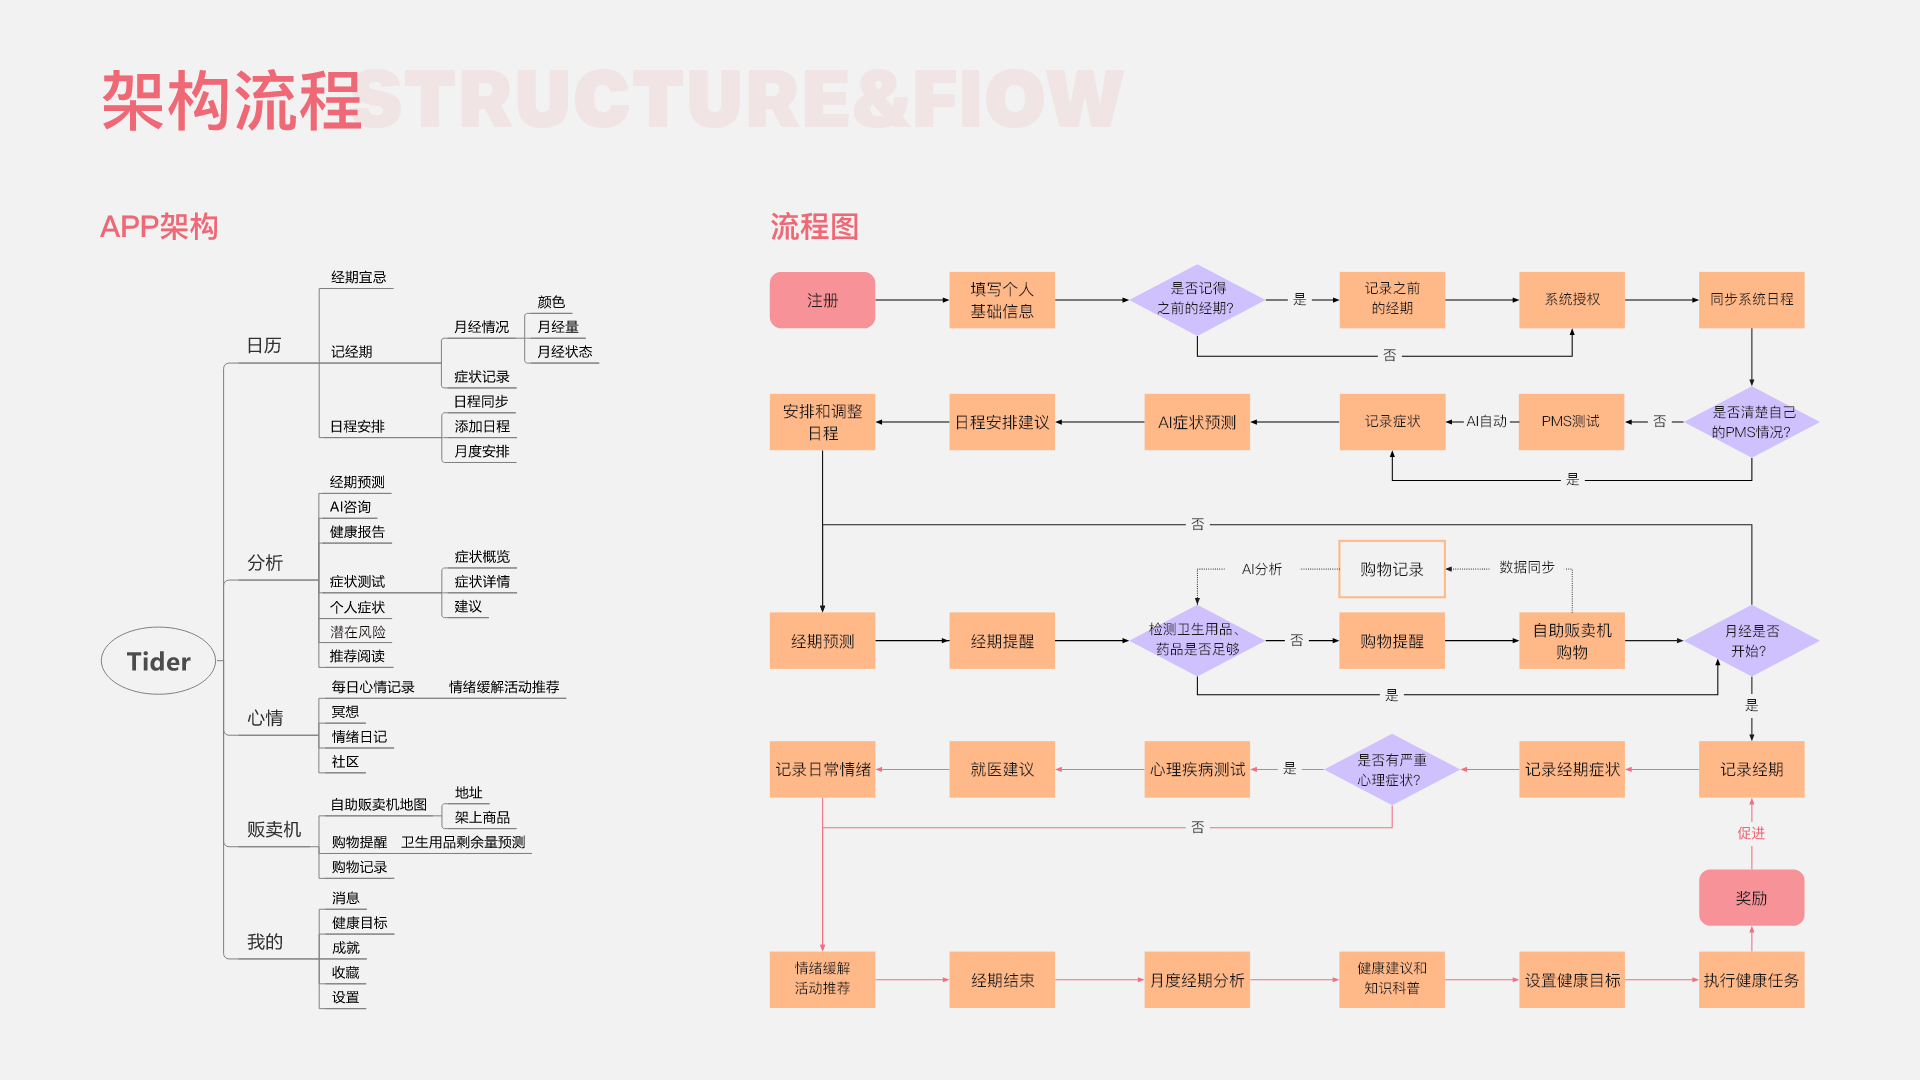 架构流程
STRUCTURE&FIOW
APP架构
Tider
日历
经期宜忌
记经期
月经情况
颜色
月经量
月经状态
症状记录
日程安排
日程同步
添加日程
月度安排
分析
经期预测
AI咨询
健康报告
症状测试
症状概览
症状详情
建议
个人症状
潜在风险
推荐阅读
心情
每日心情记录
情绪缓解活动推荐
冥想
情绪日记
社区
贩卖机
自助贩卖机地图
地址
架上商品
购物提醒
卫生用品剩余量预测
购物记录
我的
消息
健康目标
成就
收藏
设置
流程图
注册
填写个人
基础信息
是否记得
之前的经期?
是
记录之前
的经期
系统授权
同步系统日程
否
安排和调整
日程
日程安排建议
AI症状预测
记录症状
AI自动
PMS测试
否
是否清楚自己
的PMS情况?
是
否
AI分析
购物记录
数据同步
经期预测
经期提醒
检测卫生用品、
药品是否足够
否
购物提醒
自助贩卖机
购物
月经是否
开始?
是
是
记录日常情绪
就医建议
心理疾病测试
是
是否有严重
心理症状?
记录经期症状
记录经期
否
促进
奖励
情绪缓解
活动推荐
经期结束
月度经期分析
健康建议和
知识科普
设置健康目标
执行健康任务